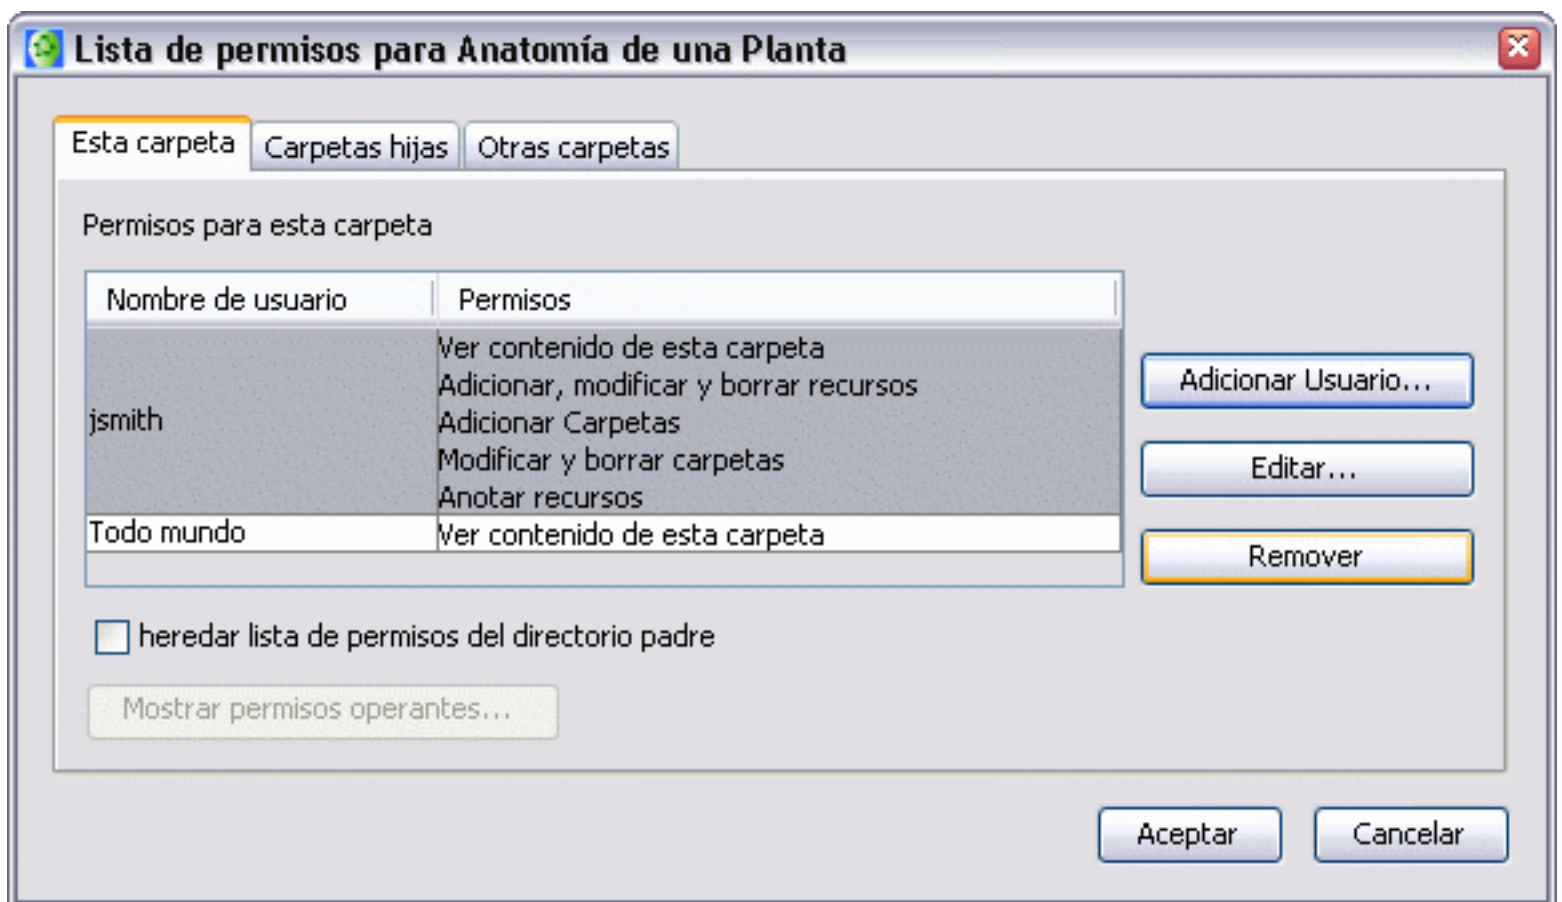 Lista de permisos para Anatomía de una Planta
Esta carpeta Carpetas hijas Otras carpetas
Permisos para esta carpeta
Nombre de usuario Permisos
jsmith
Ver contenido de esta carpeta
Adicionar, modificar y borrar recursos
Adicionar Carpetas
Modificar y borrar carpetas
Anotar recursos
Todo mundo Ver contenido de esta carpeta
Adicionar Usuario...
Editar...
Remover
heredar lista de permisos del directorio padre
Mostrar permisos operantes...
Aceptar Cancelar